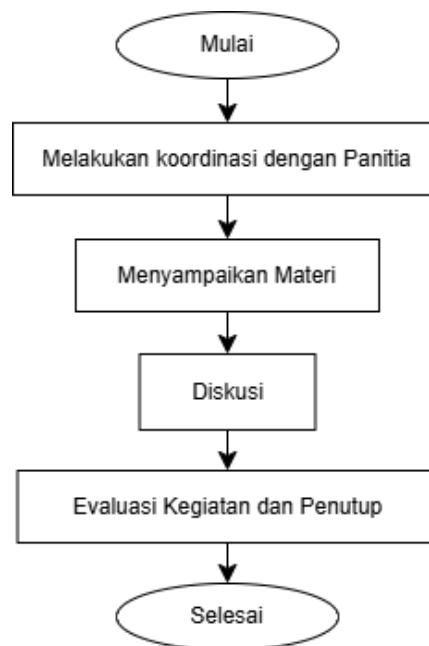 Mulai
Melakukan koordinasi dengan Panitia
Menyampaikan Materi
Diskusi
Evaluasi Kegiatan dan Penutup
Selesai